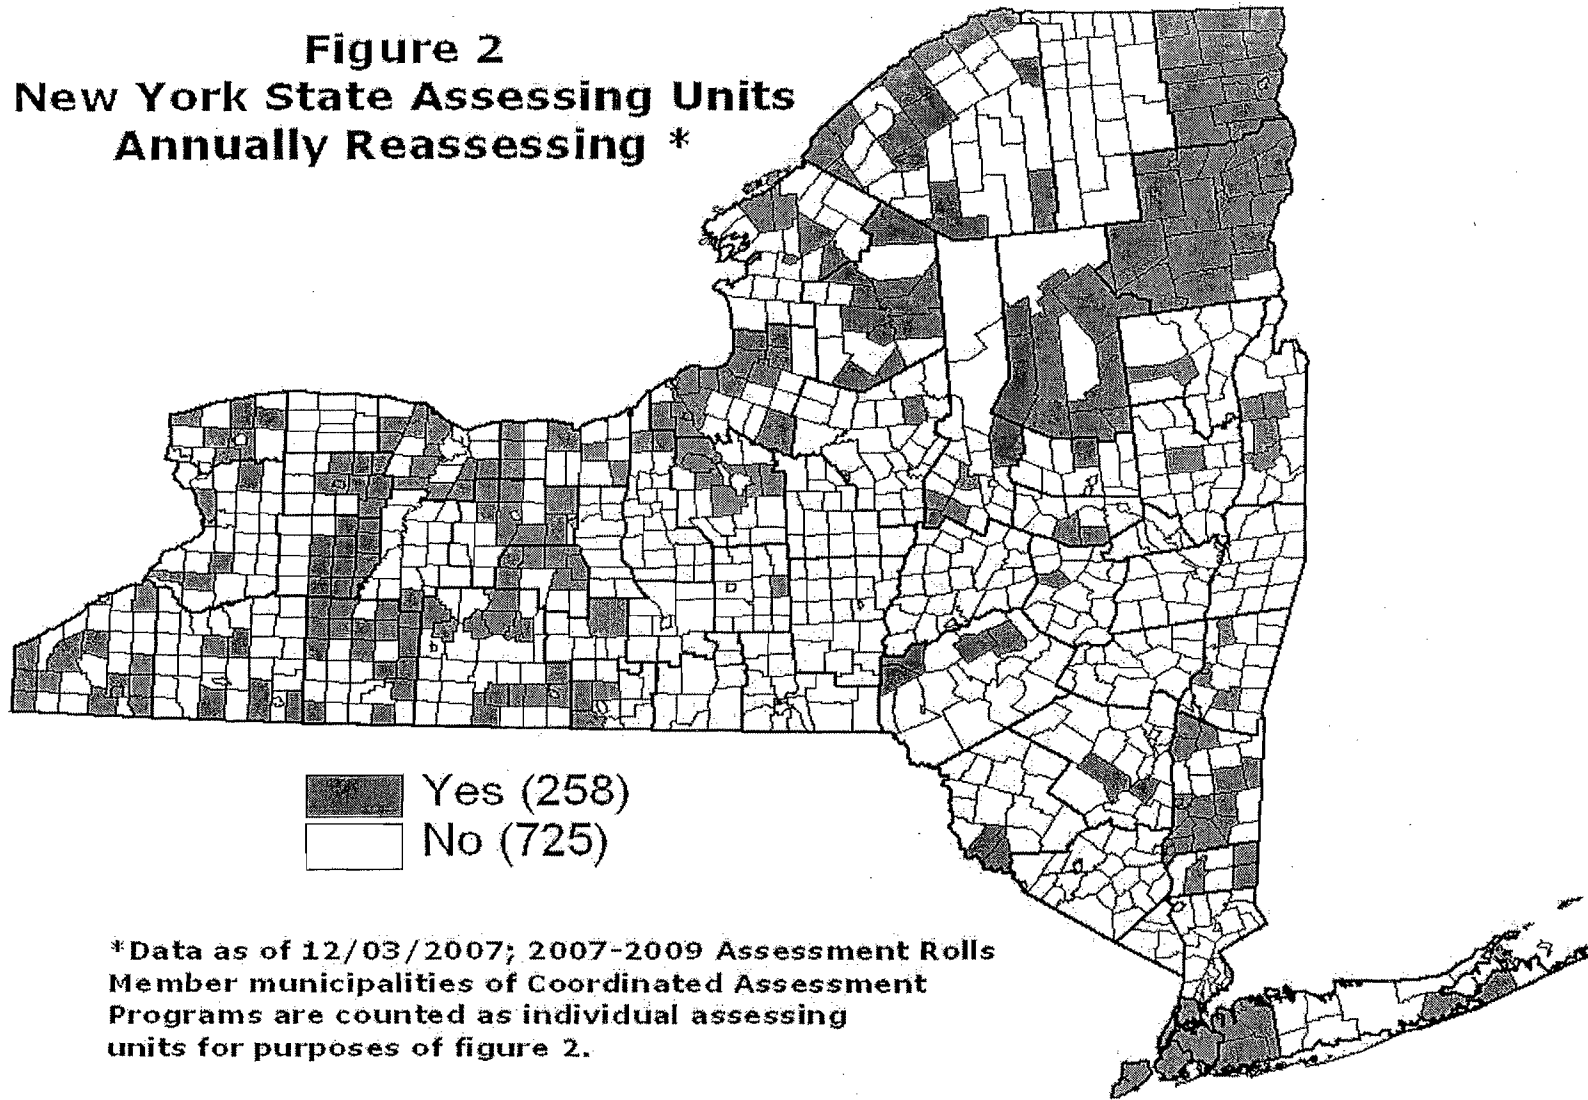 Figure 2
New York State Assessing Units
Annually Reassessing *
Yes (258)
No (725)
*Data as of 12/03/2007; 2007-2009 Assessment Rolls
Member municipalities of Coordinated Assessment
Programs are counted as individual assessing
units for purposes of figure 2.